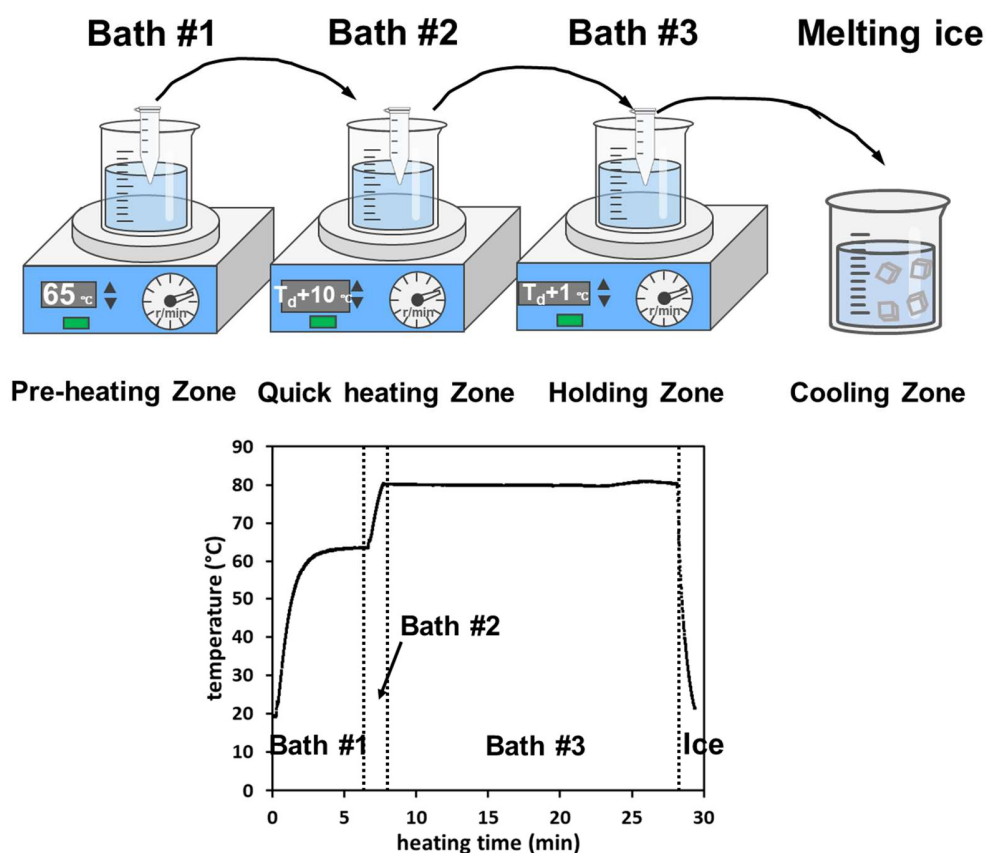 Bath #1
Bath #2
Bath #3
Melting ice
65 °C
r/min
T_d+10 °C
r/min
T_d+1 °C
r/min
Pre-heating Zone
Quick heating Zone
Holding Zone
Cooling Zone
90
80
70
60
50
40
30
20
10
0
temperature (°C)
Bath #2
Bath #1
Bath #3
Ice
0
5
10
15
20
25
30
heating time (min)